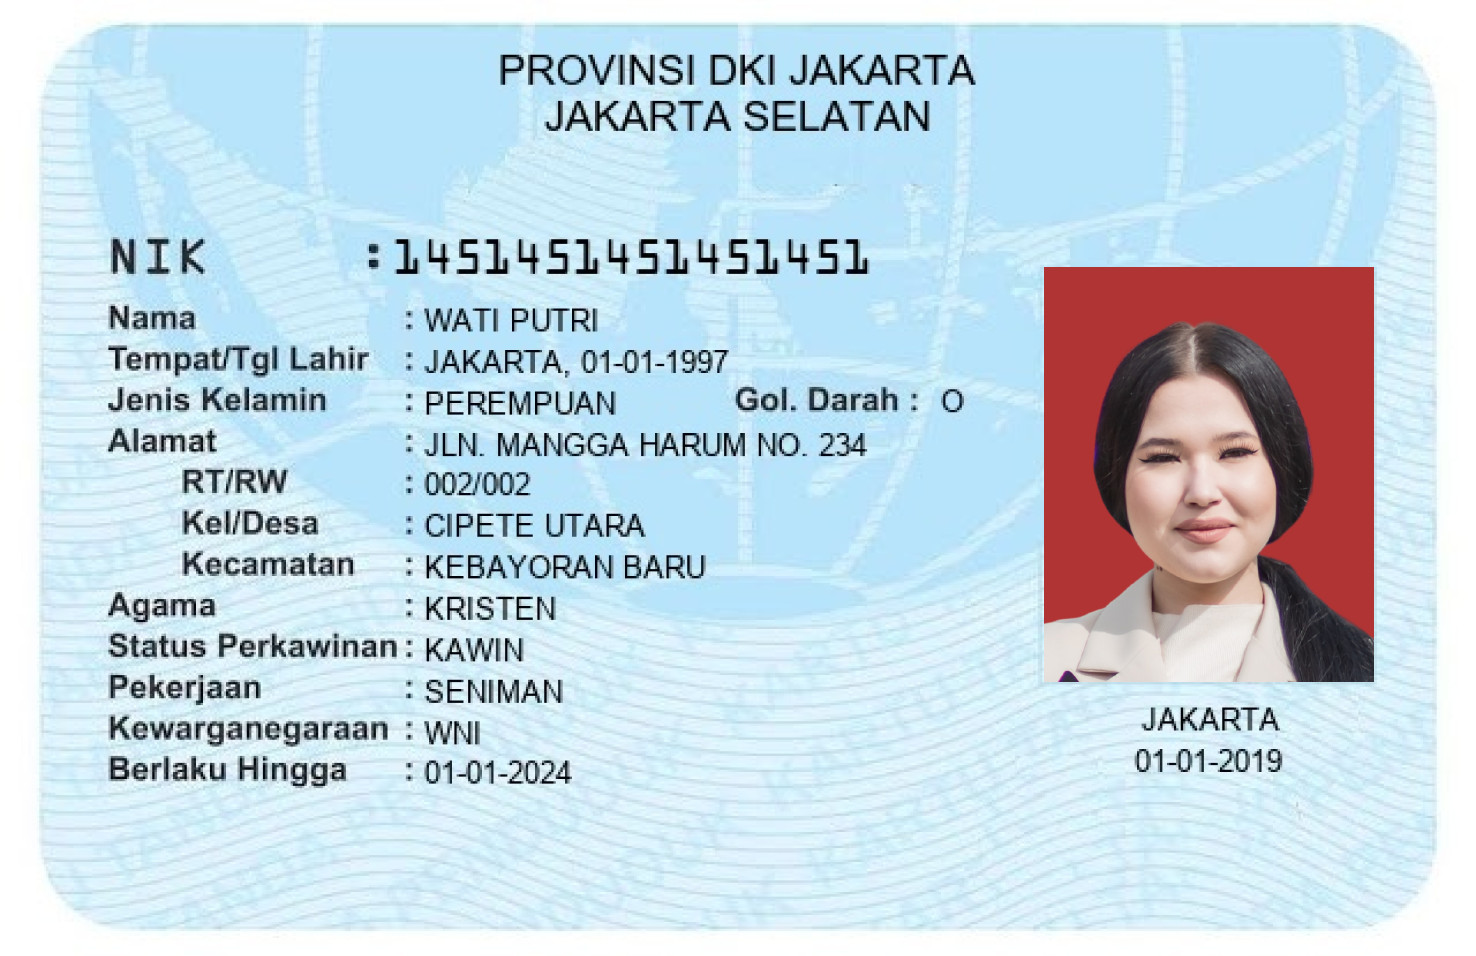 PROVINSI DKI JAKARTA
JAKARTA SELATAN
NIK : 1451451451451451
Nama : WATI PUTRI
Tempat/Tgl Lahir : JAKARTA, 01-01-1997
Jenis Kelamin : PEREMPUAN Gol. Darah : O
Alamat : JLN. MANGGA HARUM NO. 234
RT/RW : 002/002
Kel/Desa : CIPETE UTARA
Kecamatan : KEBAYORAN BARU
Agama : KRISTEN
Status Perkawinan : KAWIN
Pekerjaan : SENIMAN
Kewarganegaraan : WNI
Berlaku Hingga : 01-01-2024
JAKARTA
01-01-2019